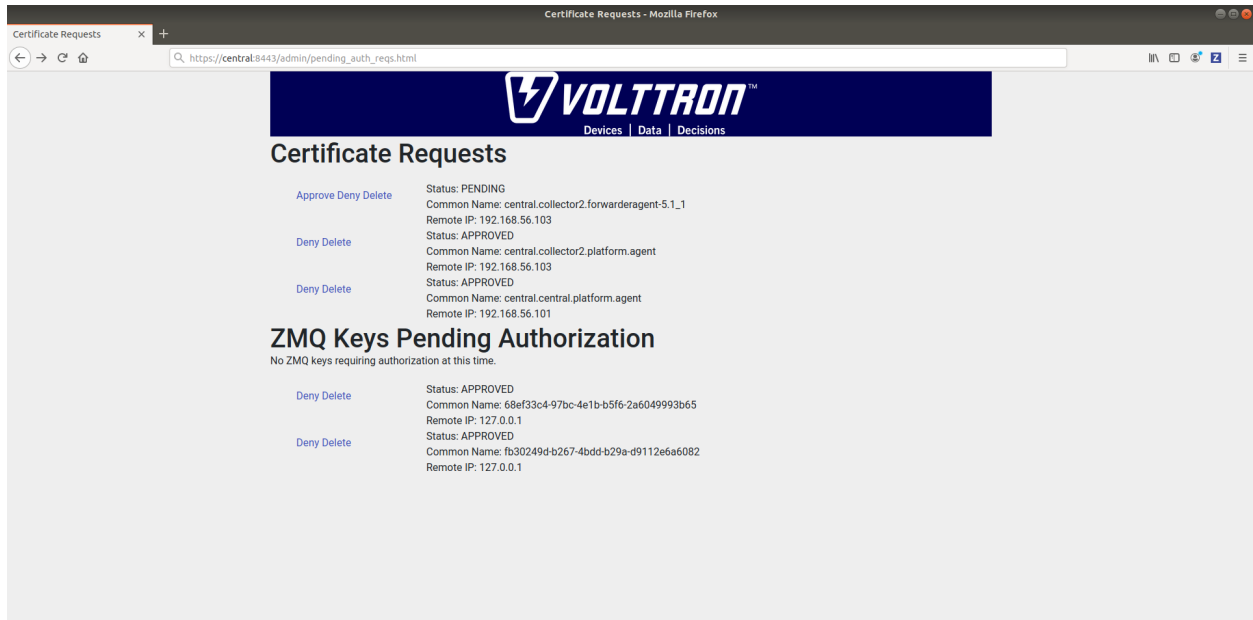 Certificate Requests - Mozilla Firefox
Certificate Requests
https://central:8443/admin/pending_auth_reqs.html
VOLTTRON™
Devices | Data | Decisions
Certificate Requests
Approve Deny Delete
Status: PENDING
Common Name: central.collector2.forwarderagent-5.1_1
Remote IP: 192.168.56.103
Deny Delete
Status: APPROVED
Common Name: central.collector2.platform.agent
Remote IP: 192.168.56.103
Deny Delete
Status: APPROVED
Common Name: central.central.platform.agent
Remote IP: 192.168.56.101
ZMQ Keys Pending Authorization
No ZMQ keys requiring authorization at this time.
Deny Delete
Status: APPROVED
Common Name: 68ef33c4-97bc-4e1b-b5f6-2a6049993b65
Remote IP: 127.0.0.1
Deny Delete
Status: APPROVED
Common Name: fb30249d-b267-4bdd-b29a-d9112e6a6082
Remote IP: 127.0.0.1